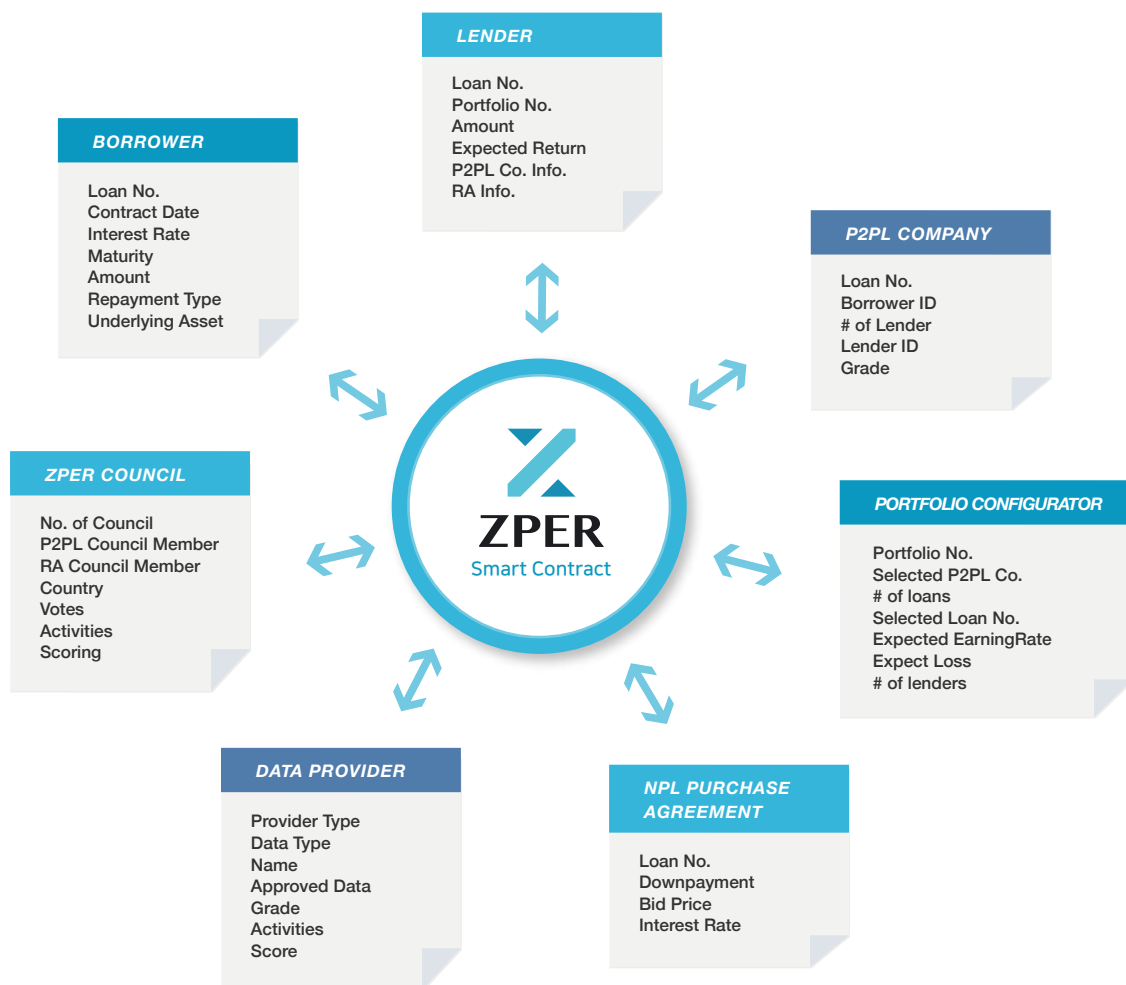 LENDER
Loan No.
Portfolio No.
Amount
Expected Return
P2PL Co. Info.
RA Info.
BORROWER
Loan No.
Contract Date
Interest Rate
Maturity
Amount
Repayment Type
Underlying Asset
P2PL COMPANY
Loan No.
Borrower ID
# of Lender
Lender ID
Grade
ZPER
Smart Contract
ZPER COUNCIL
No. of Council
P2PL Council Member
RA Council Member
Country
Votes
Activities
Scoring
PORTFOLIO CONFIGURATOR
Portfolio No.
Selected P2PL Co.
# of loans
Selected Loan No.
Expected EarningRate
Expect Loss
# of lenders
DATA PROVIDER
Provider Type
Data Type
Name
Approved Data
Grade
Activities
Score
NPL PURCHASE
AGREEMENT
Loan No.
Downpayment
Bid Price
Interest Rate